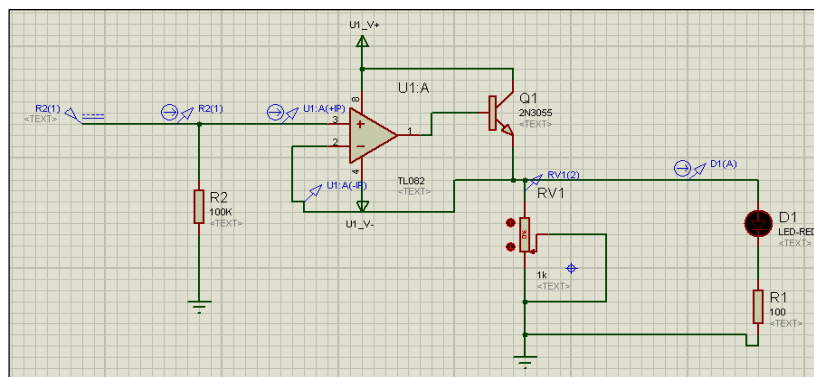 U1_V+
U1:A
Q1
2N3055
<TEXT>
R2(1)
<TEXT>
R2(1)
U1:A(+IP)
8
3
2
1
4
TL082
<TEXT>
U1:A(-IP)
U1_V-
R2
100K
<TEXT>
RV1(2)
RV1
1k
<TEXT>
D1(A)
D1
LED-RED
<TEXT>
R1
100
<TEXT>